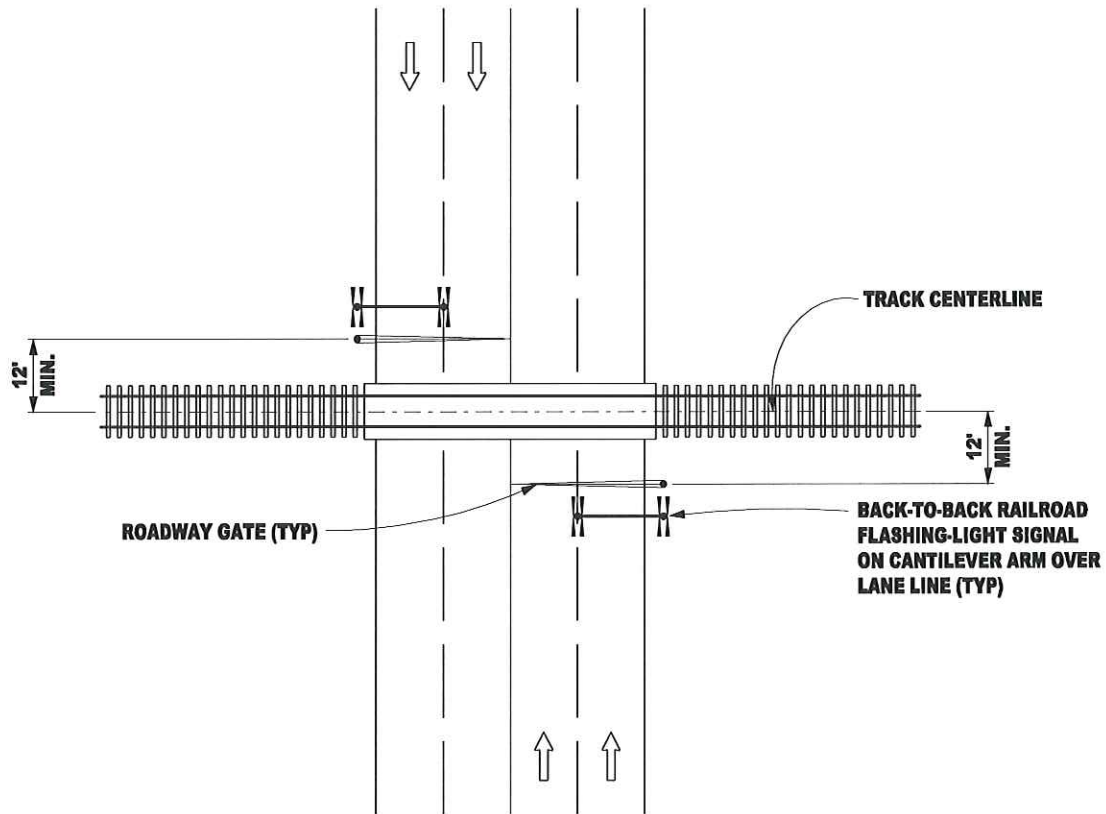 TRACK CENTERLINE
12'
MIN.
12'
MIN.
ROADWAY GATE (TYP)
BACK-TO-BACK RAILROAD
FLASHING-LIGHT SIGNAL
ON CANTILEVER ARM OVER
LANE LINE (TYP)